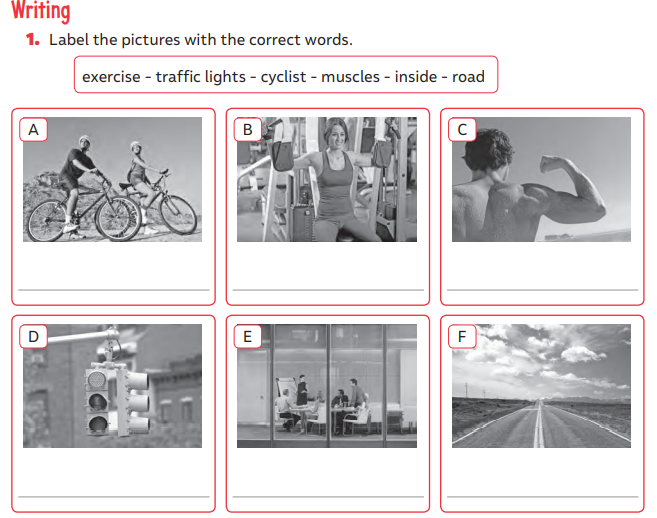 Writing
1. Label the pictures with the correct words.
exercise - traffic lights - cyclist - muscles - inside - road
A
B
C
D
E
F